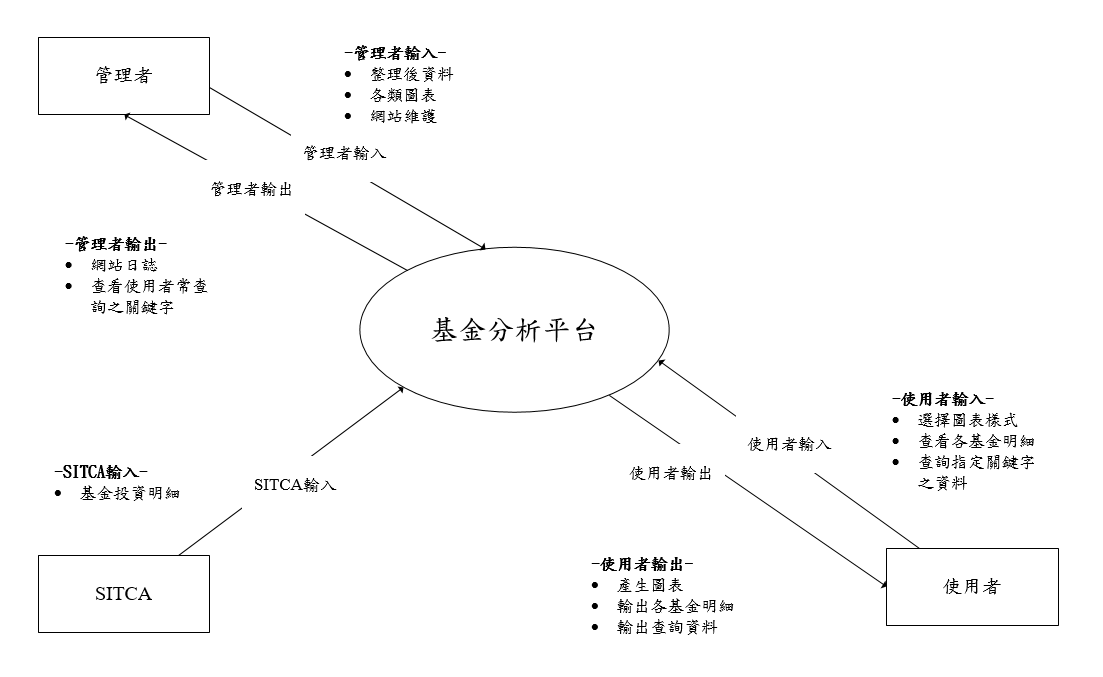 管理者
-管理者輸入-
● 整理後資料
● 各類圖表
● 網站維護
管理者輸入
管理者輸出
-管理者輸出-
● 網站日誌
● 查看使用者常查
詢之關鍵字
基金分析平台
-使用者輸入-
● 選擇圖表樣式
● 查看各基金明細
● 查詢指定關鍵字
之資料
使用者輸入
使用者輸出
-SITCA輸入-
● 基金投資明細
SITCA輸入
SITCA
-使用者輸出-
● 產生圖表
● 輸出各基金明細
● 輸出查詢資料
使用者